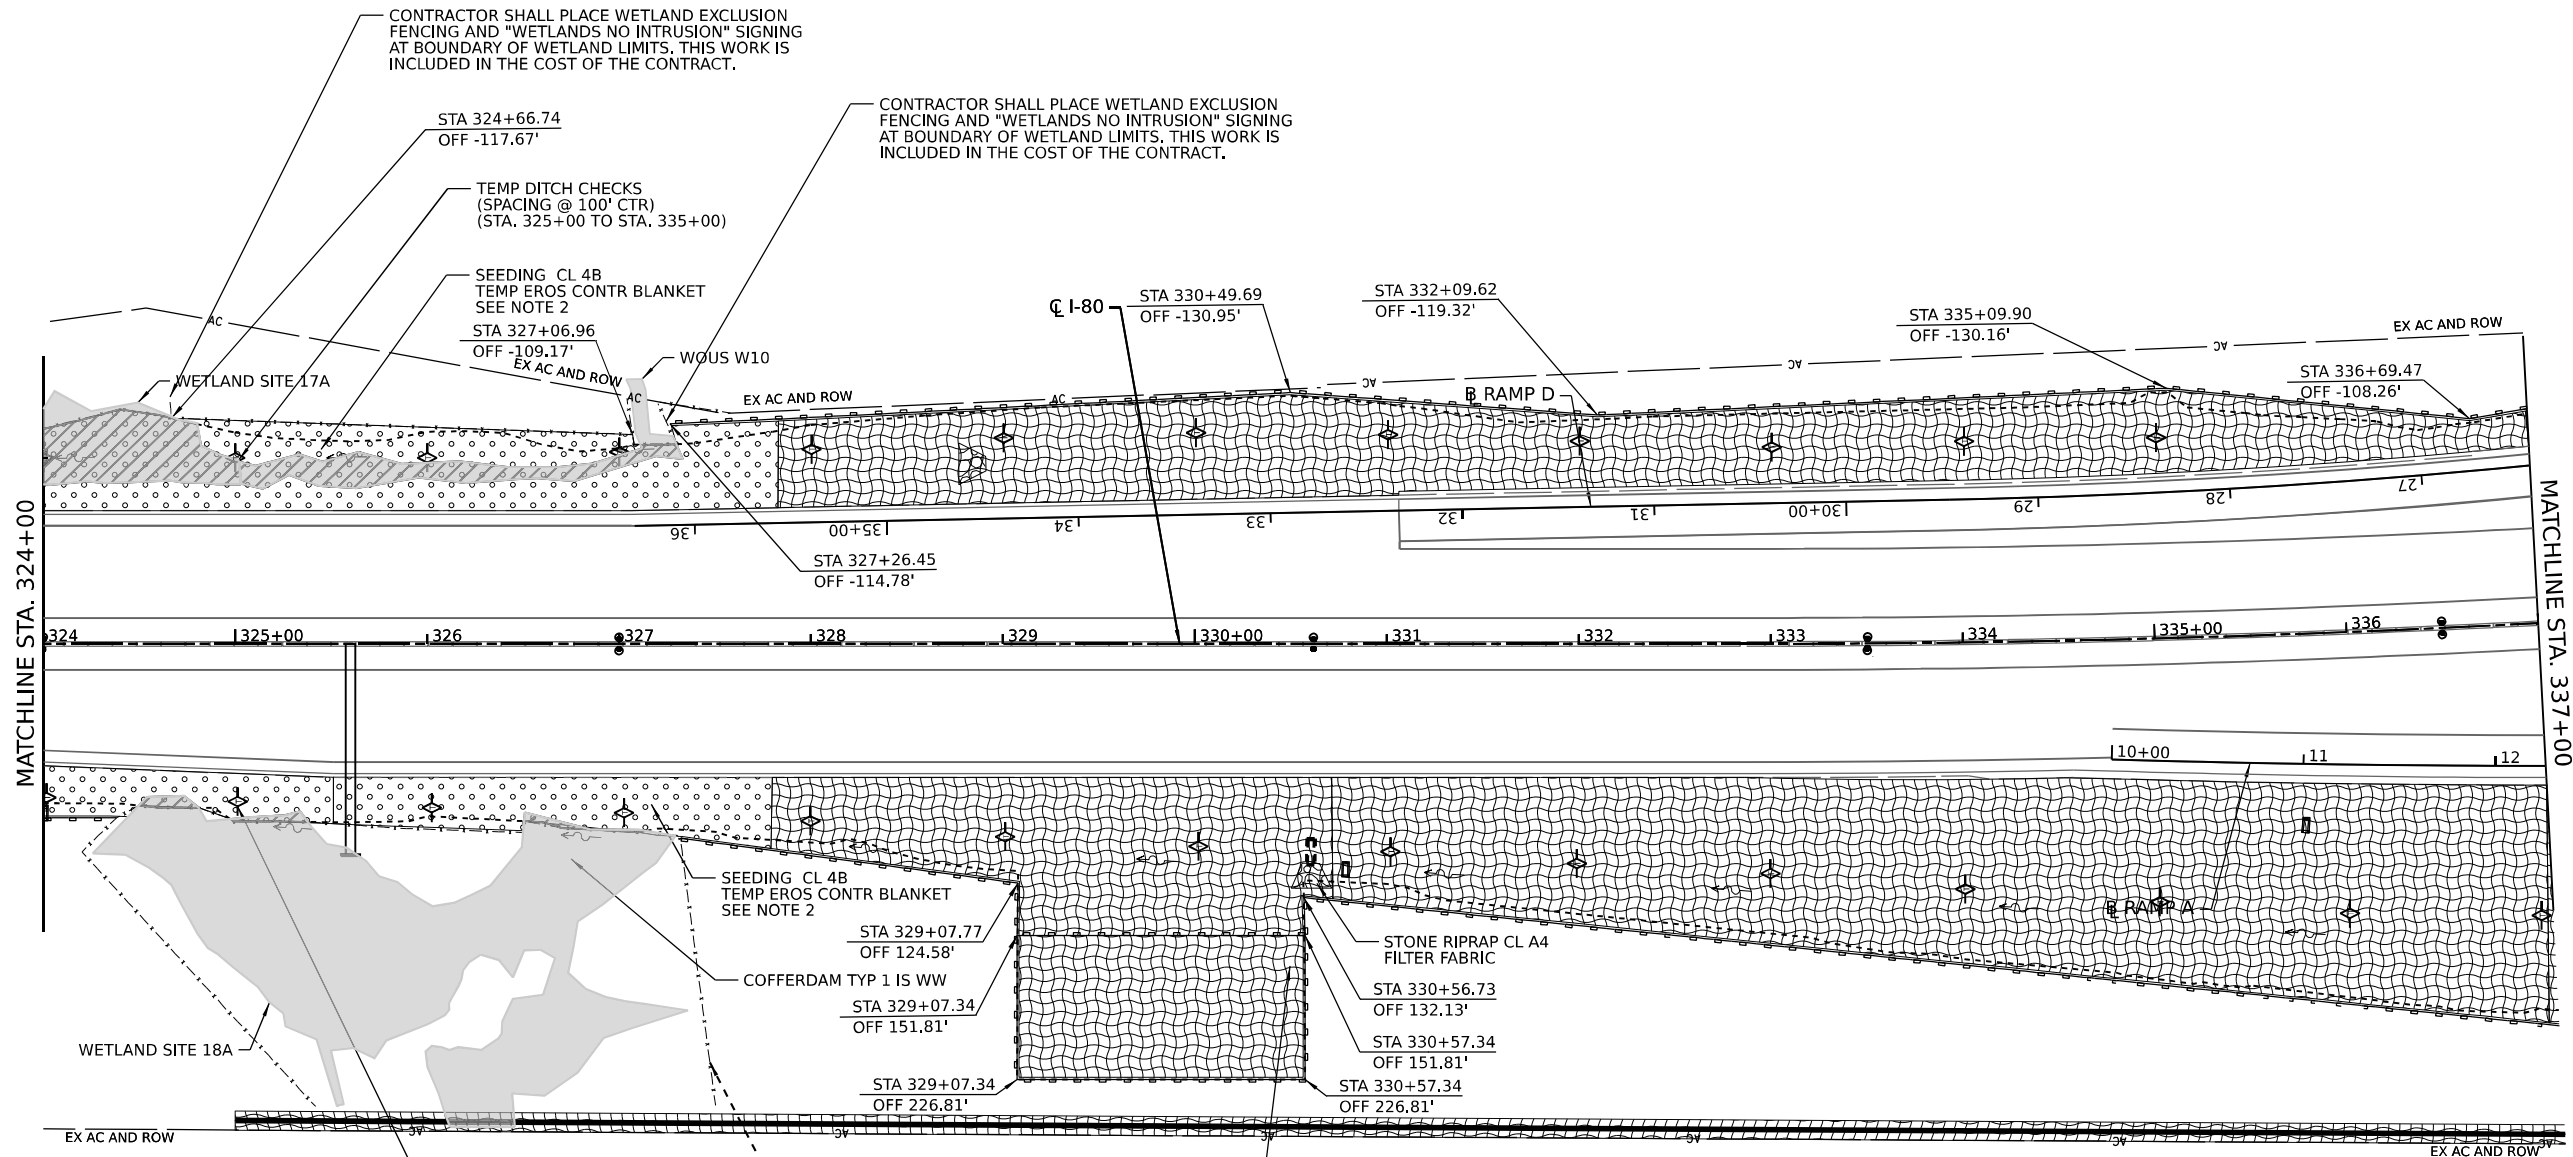 CONTRACTOR SHALL PLACE WETLAND EXCLUSION
FENCING AND "WETLANDS NO INTRUSION" SIGNING
AT BOUNDARY OF WETLAND LIMITS. THIS WORK IS
INCLUDED IN THE COST OF THE CONTRACT.
CONTRACTOR SHALL PLACE WETLAND EXCLUSION
FENCING AND "WETLANDS NO INTRUSION" SIGNING
AT BOUNDARY OF WETLAND LIMITS. THIS WORK IS
INCLUDED IN THE COST OF THE CONTRACT.
STA 324+66.74
OFF -117.67'
TEMP DITCH CHECKS
(SPACING @ 100' CTR)
(STA. 325+00 TO STA. 335+00)
SEEDING CL 4B
TEMP EROS CONTR BLANKET
SEE NOTE 2
STA 327+06.96
OFF -109.17'
EX AC AND ROW
WOUS W10
WETLAND SITE 17A
AC
AC
EX AC AND ROW
AC
℄ I-80
STA 330+49.69
OFF -130.95'
STA 332+09.62
OFF -119.32'
AC
B RAMP D
AC
STA 335+09.90
OFF -130.16'
AC
EX AC AND ROW
STA 336+69.47
OFF -108.26'
36
35+00
34
33
32
31
30+00
29
28
27
STA 327+26.45
OFF -114.78'
MATCHLINE STA. 324+00
MATCHLINE STA. 337+00
324
325+00
326
327
328
329
330+00
331
332
333
334
335+00
336
10+00
11
12
SEEDING CL 4B
TEMP EROS CONTR BLANKET
SEE NOTE 2
STA 329+07.77
OFF 124.58'
COFFERDAM TYP 1 IS WW
STA 329+07.34
OFF 151.81'
STA 329+07.34
OFF 226.81'
B RAMP A
STONE RIPRAP CL A4
FILTER FABRIC
STA 330+56.73
OFF 132.13'
STA 330+57.34
OFF 151.81'
STA 330+57.34
OFF 226.81'
WETLAND SITE 18A
EX AC AND ROW
AC
AC
AC
AC
AC
AC
EX AC AND ROW